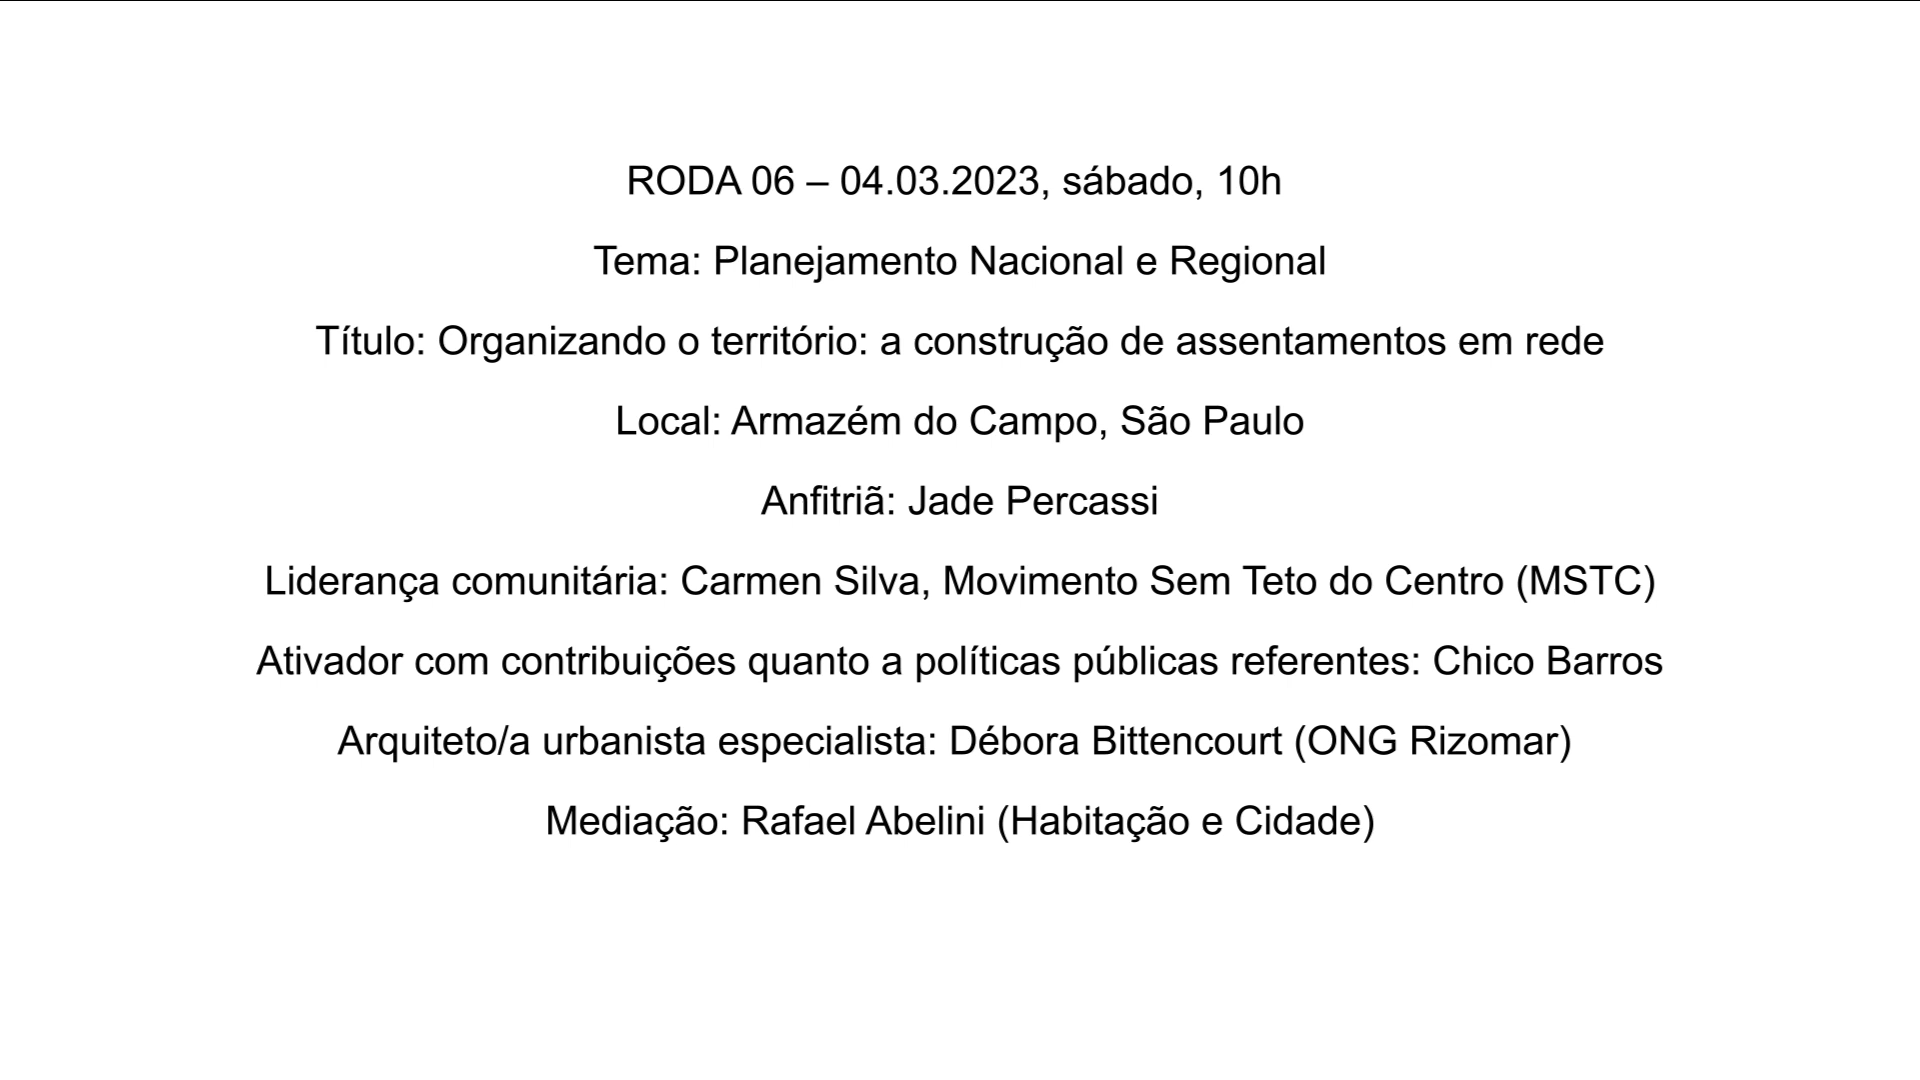 RODA 06 – 04.03.2023, sábado, 10h
Tema: Planejamento Nacional e Regional
Título: Organizando o território: a construção de assentamentos em rede
Local: Armazém do Campo, São Paulo
Anfitriã: Jade Percassi
Liderança comunitária: Carmen Silva, Movimento Sem Teto do Centro (MSTC)
Ativador com contribuições quanto a políticas públicas referentes: Chico Barros
Arquiteto/a urbanista especialista: Débora Bittencourt (ONG Rizomar)
Mediação: Rafael Abelini (Habitação e Cidade)